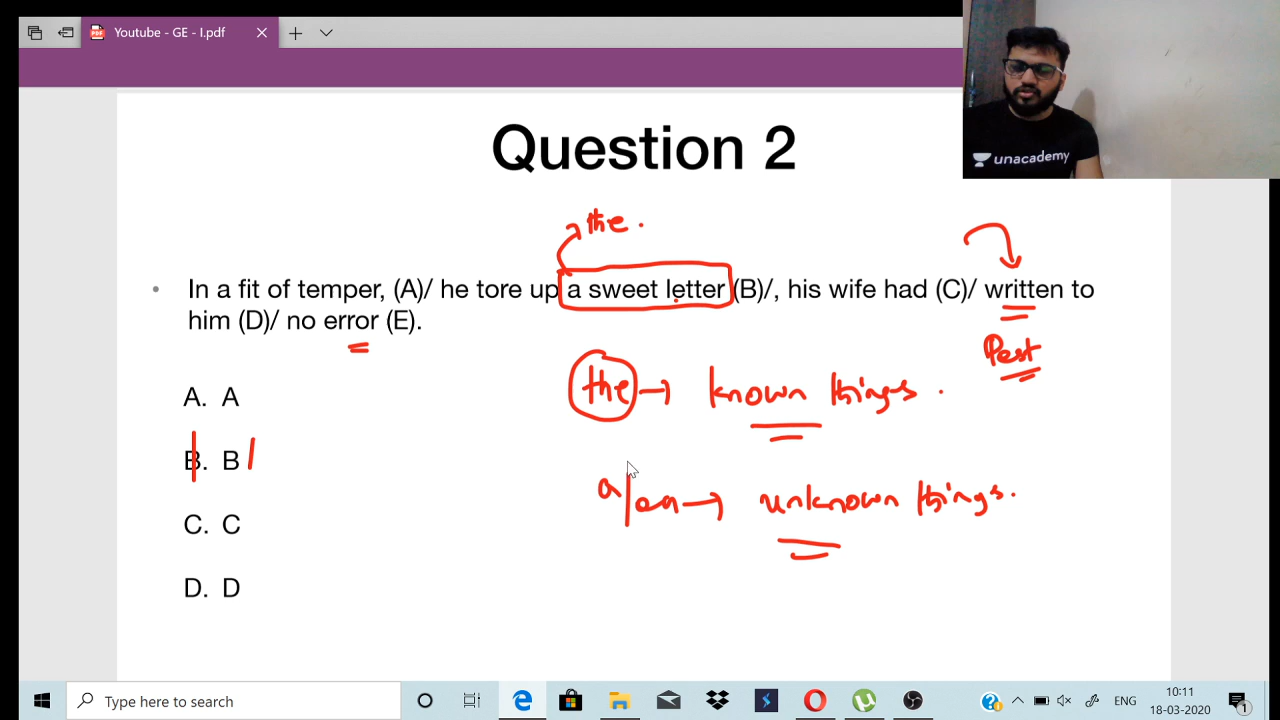 Youtube - GE - I.pdf
unacademy
Question 2
the.
• In a fit of temper, (A)/ he tore up a sweet letter (B)/, his wife had (C)/ written to
him (D)/ no error (E).
Past
the → known things.
A. A
B. B
a/an → unknown things.
C. C
D. D
Type here to search
ENG
10:11
18-03-2020
1